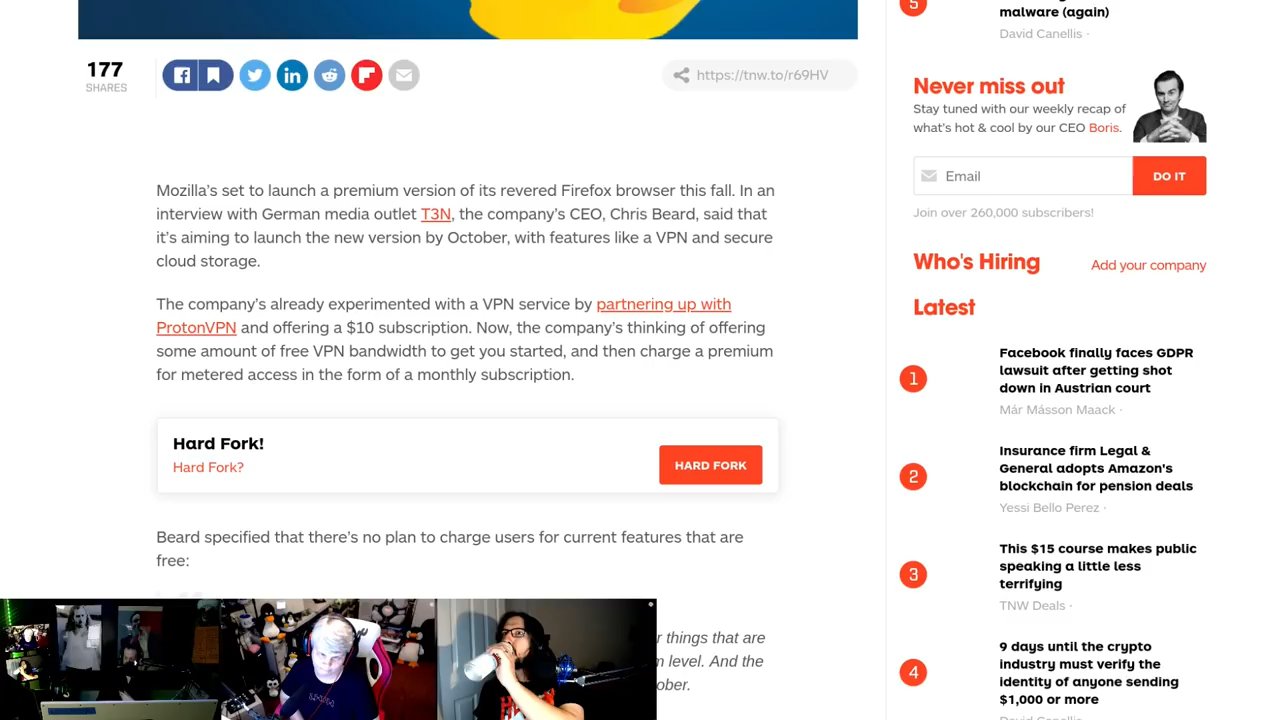 177
SHARES
https://tnw.to/r69HV
Mozilla's set to launch a premium version of its revered Firefox browser this fall. In an
interview with German media outlet T3N, the company's CEO, Chris Beard, said that
it's aiming to launch the new version by October, with features like a VPN and secure
cloud storage.
The company's already experimented with a VPN service by partnering up with
ProtonVPN and offering a $10 subscription. Now, the company's thinking of offering
some amount of free VPN bandwidth to get you started, and then charge a premium
for metered access in the form of a monthly subscription.
Hard Fork!
Hard Fork?
HARD FORK
Beard specified that there's no plan to charge users for current features that are
free:
things that are
level. And the
5
malware (again)
David Canellis ·
Never miss out
Stay tuned with our weekly recap of
what's hot & cool by our CEO Boris.
Email
DO IT
Join over 260,000 subscribers!
Who's Hiring
Add your company
Latest
1
Facebook finally faces GDPR
lawsuit after getting shot
down in Austrian court
Már Másson Maack ·
2
Insurance firm Legal &
General adopts Amazon's
blockchain for pension deals
Yessi Bello Perez ·
3
This $15 course makes public
speaking a little less
terrifying
TNW Deals ·
4
9 days until the crypto
industry must verify the
identity of anyone sending
$1,000 or more
David Canellis